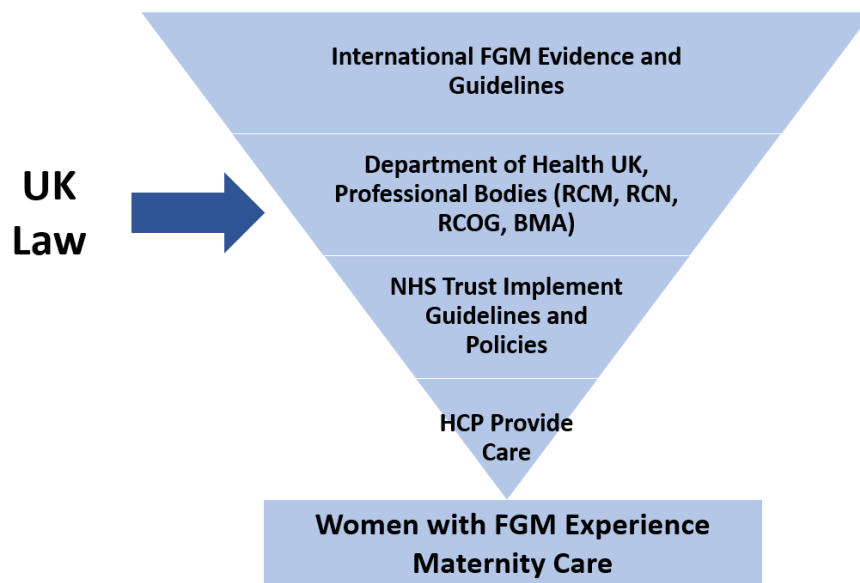 International FGM Evidence and
Guidelines
UK
Law
Department of Health UK,
Professional Bodies (RCM, RCN,
RCOG, BMA)
NHS Trust Implement
Guidelines and
Policies
HCP Provide
Care
Women with FGM Experience
Maternity Care